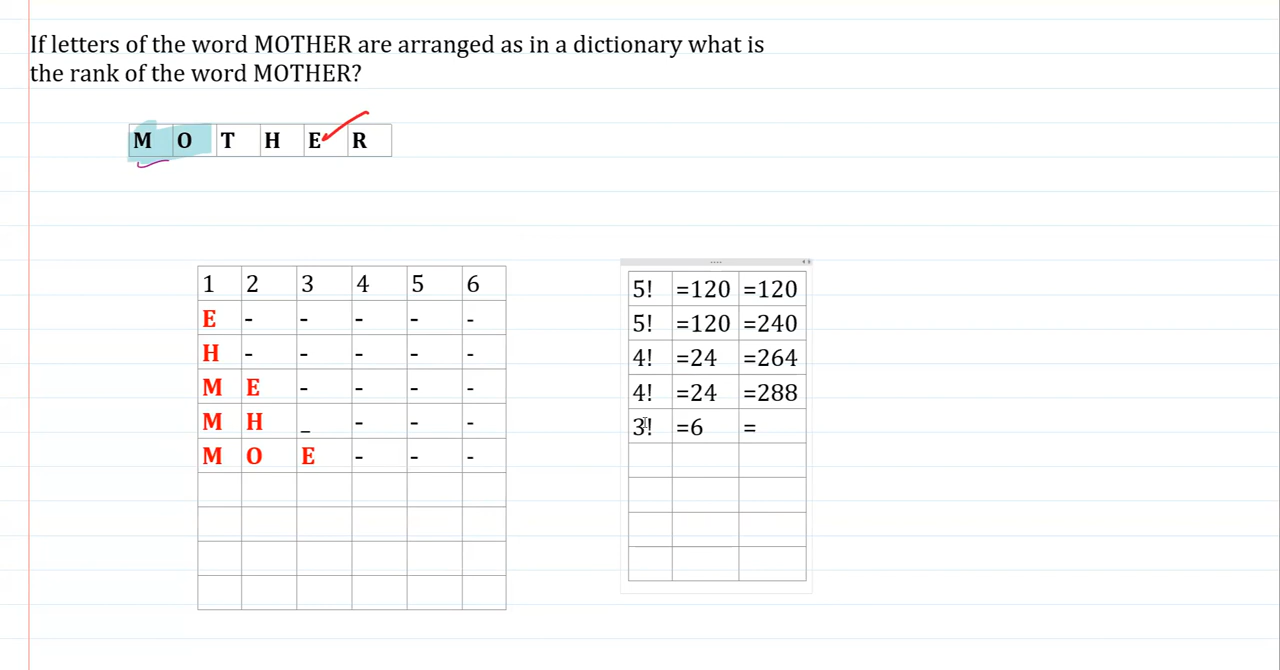 If letters of the word MOTHER are arranged as in a dictionary what is
the rank of the word MOTHER?
M O T H E R
1 2 3 4 5 6
E - - - - -
H - - - - -
M E - - - -
M H _ - - -
M O E - - -
5! =120 =120
5! =120 =240
4! =24 =264
4! =24 =288
3! =6 =